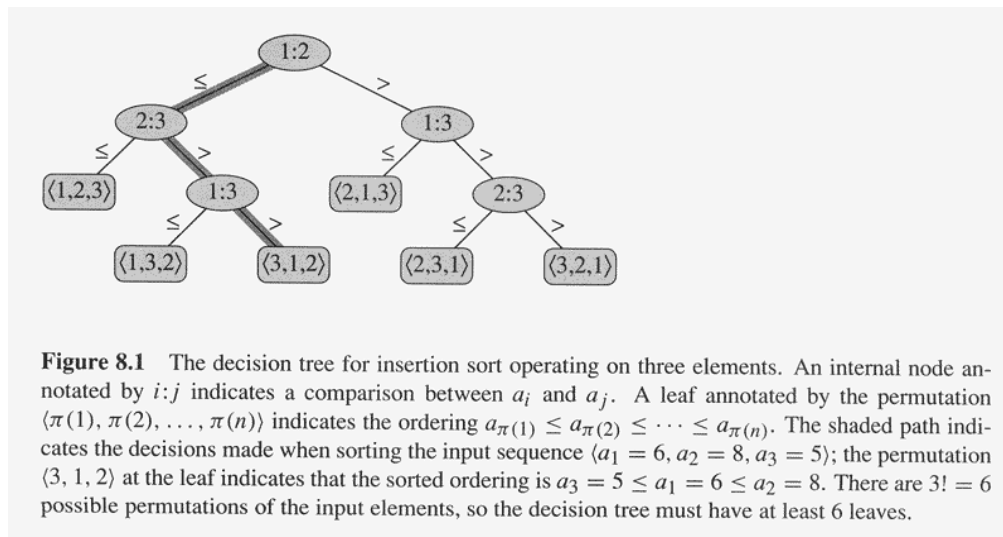 1:2
≤ >
2:3 1:3
≤ > ≤ >
⟨1,2,3⟩ 1:3 ⟨2,1,3⟩ 2:3
≤ > ≤ >
⟨1,3,2⟩ ⟨3,1,2⟩ ⟨2,3,1⟩ ⟨3,2,1⟩
Figure 8.1 The decision tree for insertion sort operating on three elements. An internal node an-
notated by i:j indicates a comparison between aᵢ and aⱼ. A leaf annotated by the permutation
⟨π(1), π(2), . . . , π(n)⟩ indicates the ordering a_π(1) ≤ a_π(2) ≤ · · · ≤ a_π(n). The shaded path indi-
cates the decisions made when sorting the input sequence ⟨a₁ = 6, a₂ = 8, a₃ = 5⟩; the permutation
⟨3, 1, 2⟩ at the leaf indicates that the sorted ordering is a₃ = 5 ≤ a₁ = 6 ≤ a₂ = 8. There are 3! = 6
possible permutations of the input elements, so the decision tree must have at least 6 leaves.